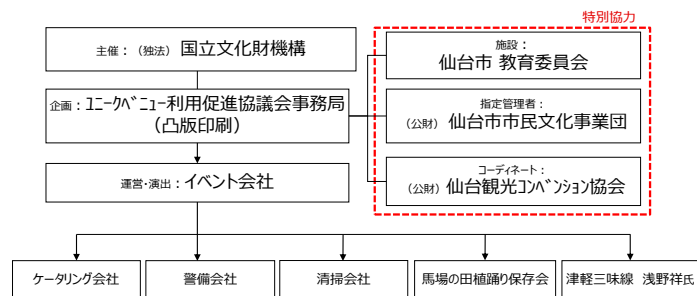 特別協力
主催：（独法）国立文化財機構
施設：
仙台市 教育委員会
企画：ﾕﾆｰｸﾍﾞﾆｭｰ利用促進協議会事務局
（凸版印刷）
指定管理者：
（公財）仙台市市民文化事業団
運営・演出：イベント会社
コーディネート：
（公財）仙台観光ｺﾝﾍﾞﾝｼｮﾝ協会
ケータリング会社
警備会社
清掃会社
馬場の田植踊り保存会
津軽三味線 浅野祥氏